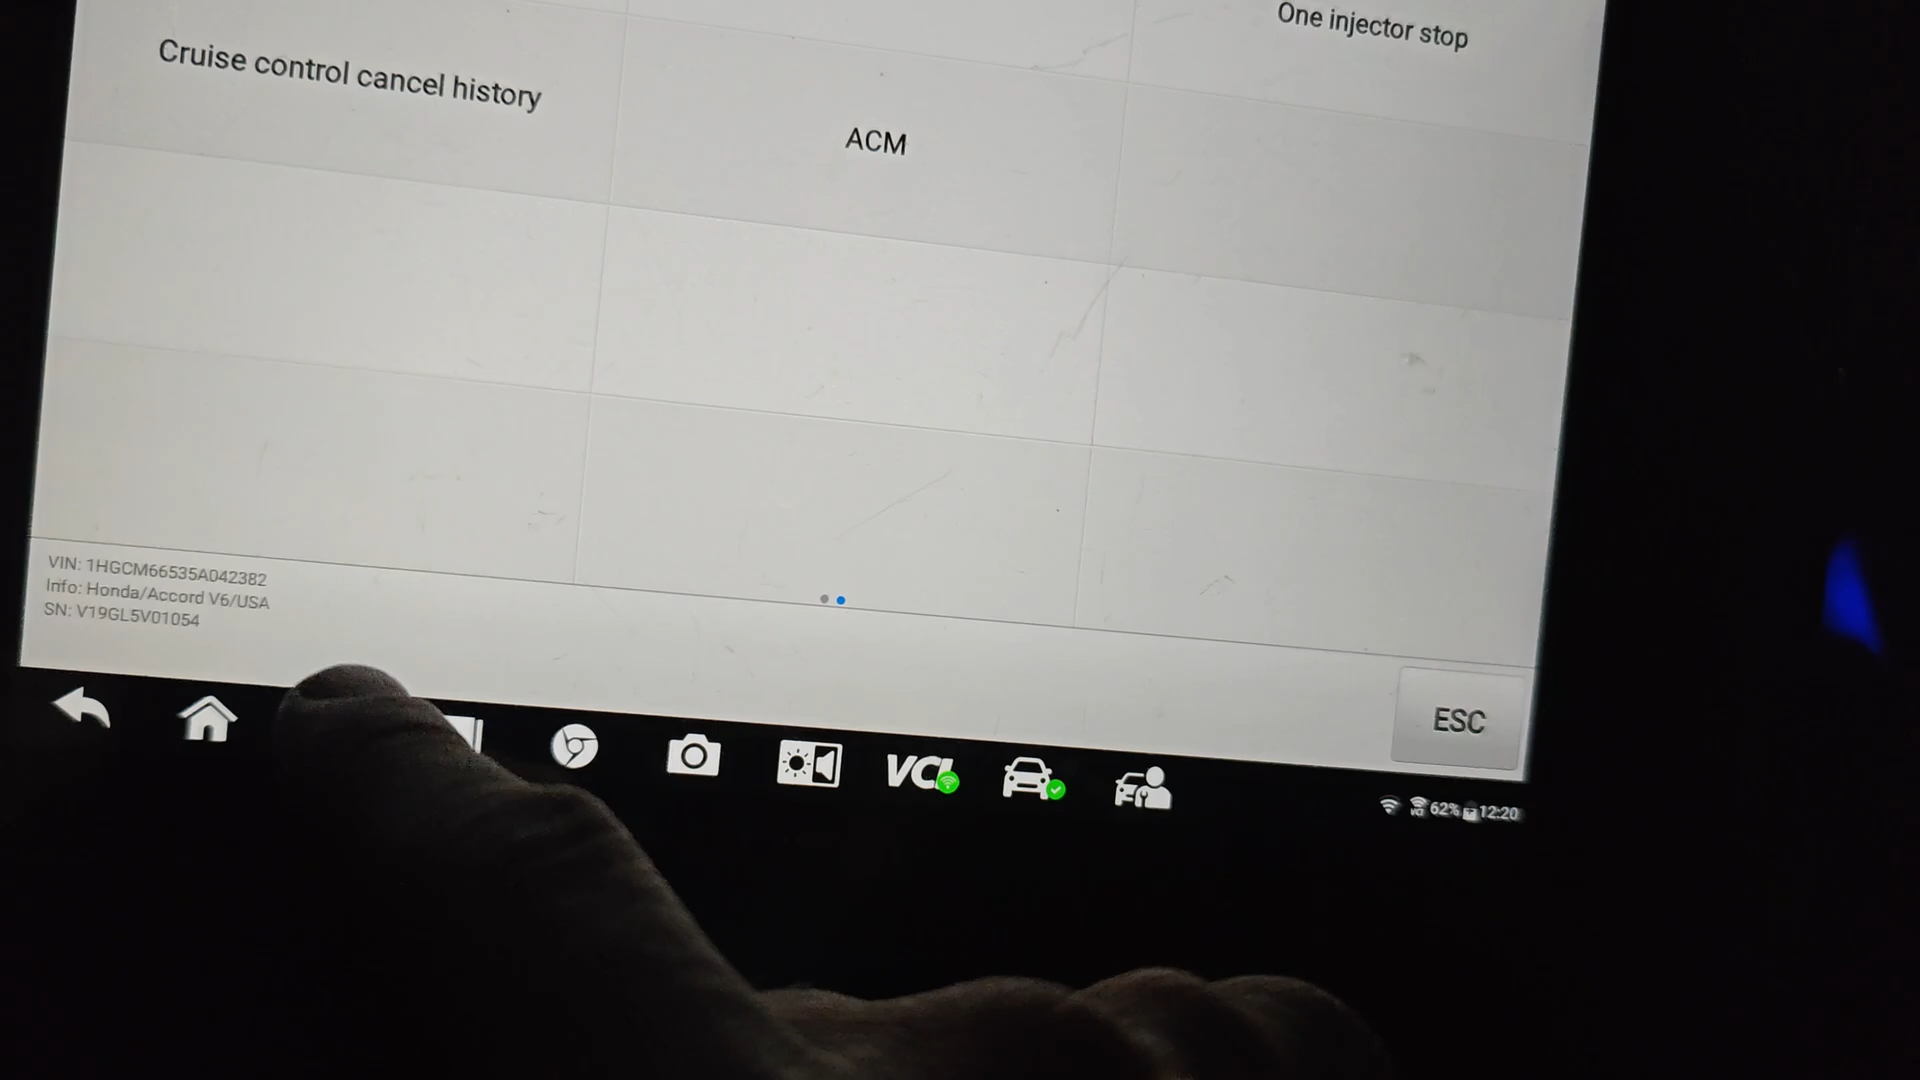 One injector stop
Cruise control cancel history
ACM
VIN: 1HGCM66535A042382
Info: Honda/Accord V6/USA
SN: V19GL5V01054
ESC
VCI
62% 12:20